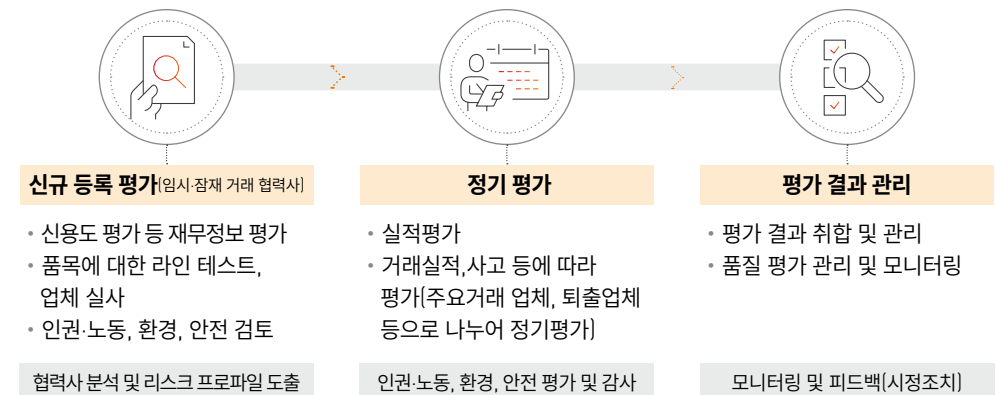 신규 등록 평가(임시·잠재 거래 협력사)
• 신용도 평가 등 재무정보 평가
• 품목에 대한 라인 테스트,
업체 실사
• 인권·노동, 환경, 안전 검토
협력사 분석 및 리스크 프로파일 도출
정기 평가
• 실적평가
• 거래실적,사고 등에 따라
평가(주요거래 업체, 퇴출업체
등으로 나누어 정기평가)
인권·노동, 환경, 안전 평가 및 감사
평가 결과 관리
• 평가 결과 취합 및 관리
• 품질 평가 관리 및 모니터링
모니터링 및 피드백(시정조치)